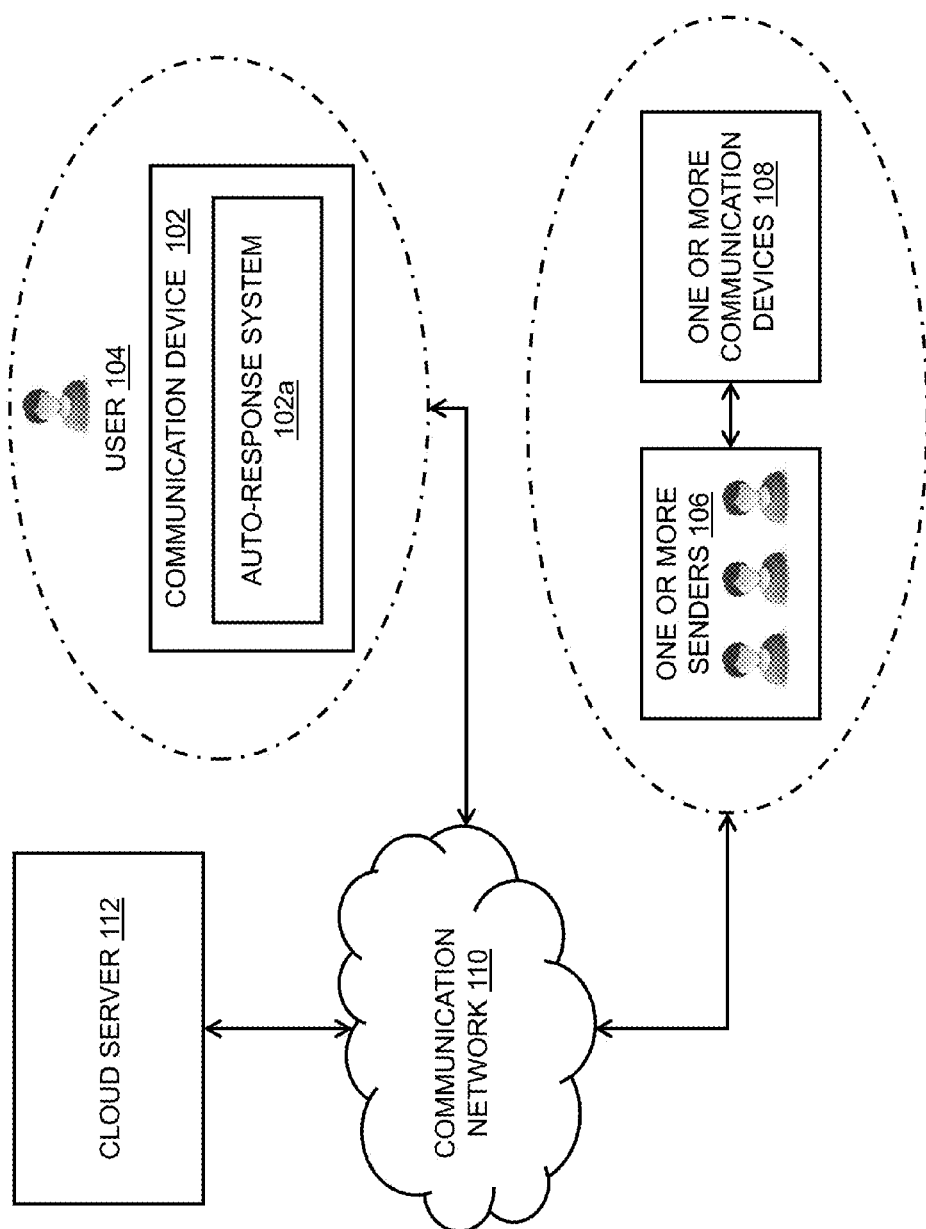 USER 104
COMMUNICATION DEVICE 102
AUTO-RESPONSE SYSTEM
102a
CLOUD SERVER 112
COMMUNICATION
NETWORK 110
ONE OR MORE
SENDERS 106
ONE OR MORE
COMMUNICATION
DEVICES 108